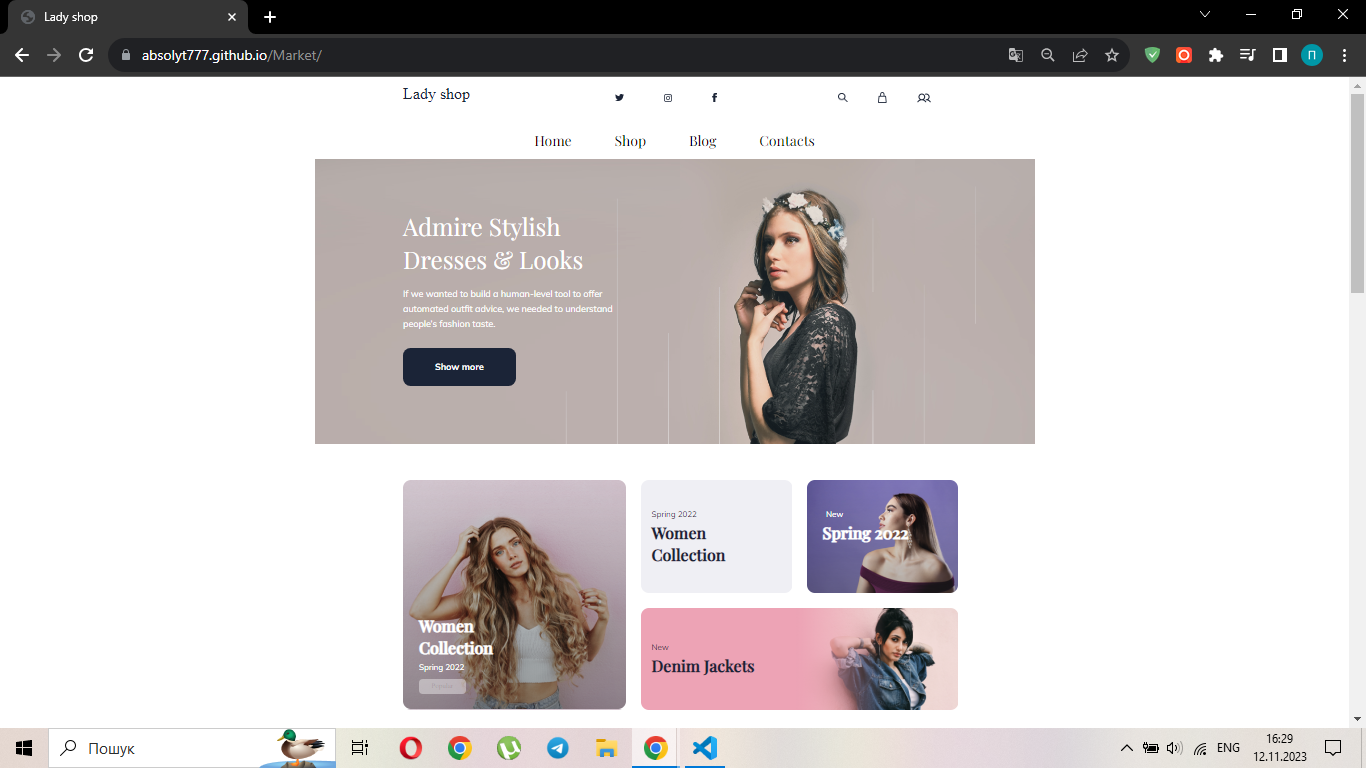 Lady shop
absolyt777.github.io/Market/
П
Lady shop
Home Shop Blog Contacts
Admire Stylish
Dresses & Looks
If we wanted to build a human-level tool to offer
automated outfit advice, we needed to understand
people's fashion taste.
Show more
Women
Collection
Spring 2022
Spring 2022
Women
Collection
New
Spring 2022
New
Denim Jackets
Пошук
ENG
16:29
12.11.2023